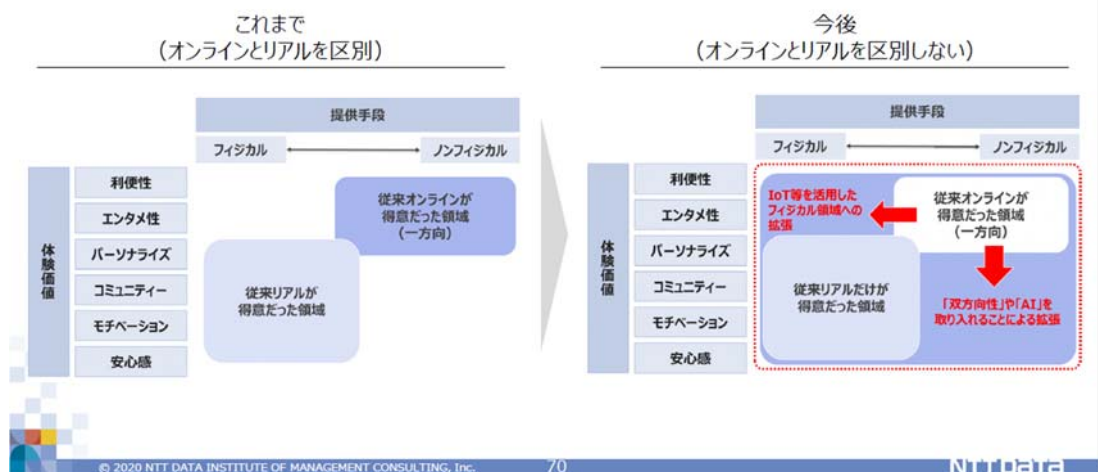 これまで
（オンラインとリアルを区別）
提供手段
フィジカル
ノンフィジカル
体験価値
利便性
エンタメ性
パーソナライズ
コミュニティー
モチベーション
安心感
従来オンラインが
得意だった領域
（一方向）
従来リアルが
得意だった領域
今後
（オンラインとリアルを区別しない）
提供手段
フィジカル
ノンフィジカル
体験価値
利便性
エンタメ性
パーソナライズ
コミュニティー
モチベーション
安心感
IoT等を活用した
フィジカル領域への
拡張
従来オンラインが
得意だった領域
（一方向）
従来リアルだけが
得意だった領域
「双方向性」や「AI」を
取り入れることによる拡張
© 2020 NTT DATA INSTITUTE OF MANAGEMENT CONSULTING, Inc.
70
NTT DATA